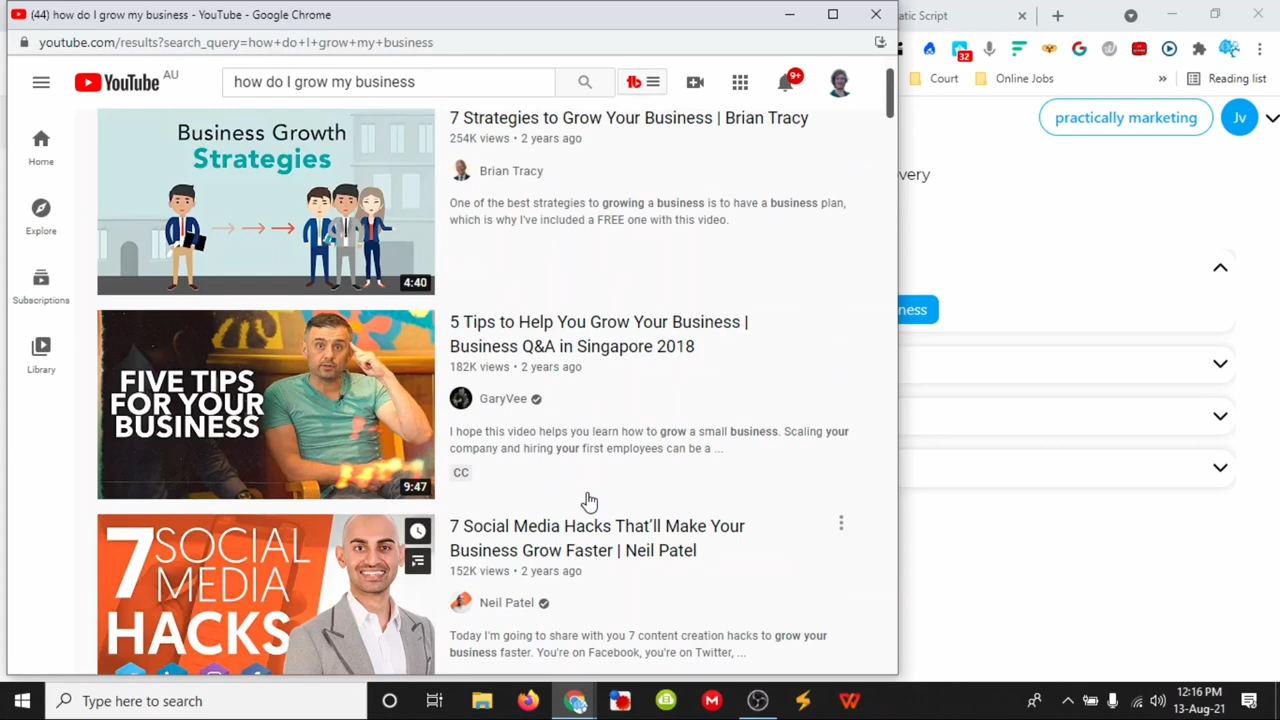 (44) how do I grow my business - YouTube - Google Chrome
atic Script
youtube.com/results?search_query=how+do+I+grow+my+business
32
Court
Online Jobs
»
Reading list
YouTube
AU
how do I grow my business
9+
practically marketing
Jv
very
ness
Home
Explore
Subscriptions
Library
Business Growth
Strategies
4:40
7 Strategies to Grow Your Business | Brian Tracy
254K views • 2 years ago
Brian Tracy
One of the best strategies to growing a business is to have a business plan,
which is why I've included a FREE one with this video.
FIVE TIPS
FOR YOUR
BUSINESS
9:47
5 Tips to Help You Grow Your Business |
Business Q&A in Singapore 2018
182K views • 2 years ago
GaryVee
I hope this video helps you learn how to grow a small business. Scaling your
company and hiring your first employees can be a ...
CC
7 SOCIAL
MEDIA
HACKS
7 Social Media Hacks That'll Make Your
Business Grow Faster | Neil Patel
152K views • 2 years ago
Neil Patel
Today I'm going to share with you 7 content creation hacks to grow your
business faster. You're on Facebook, you're on Twitter, ...
Type here to search
12:16 PM
13-Aug-21